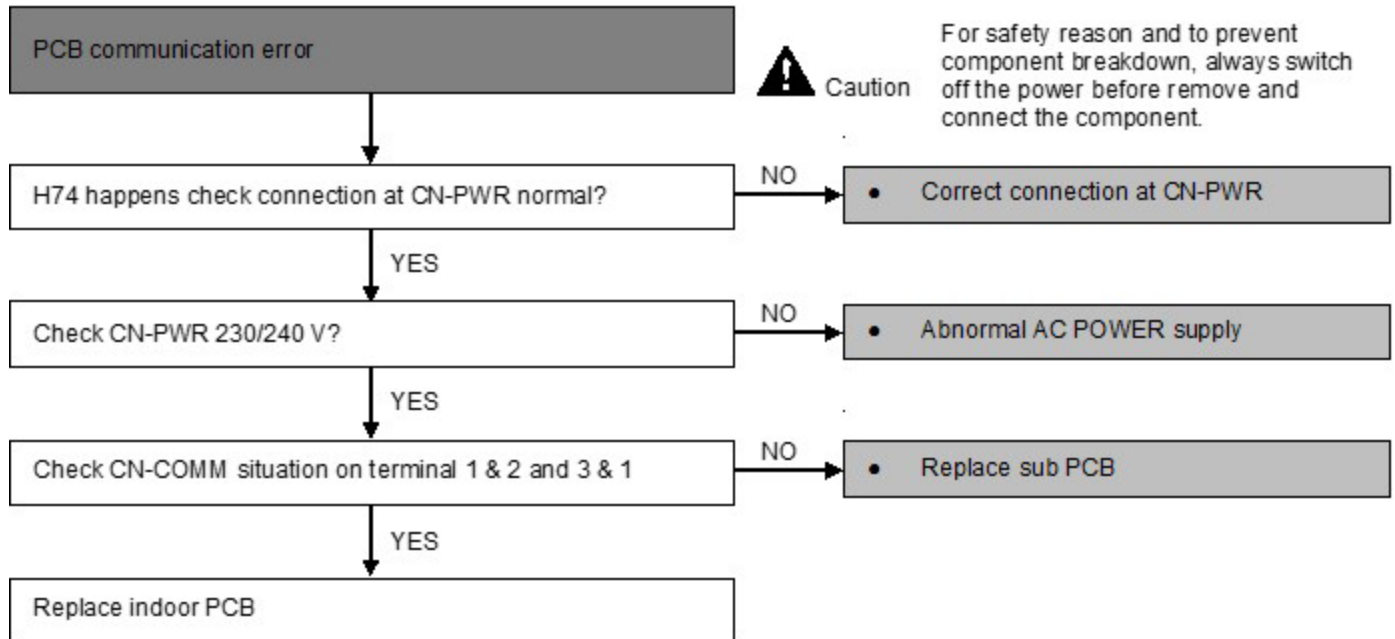 PCB communication error
Caution
For safety reason and to prevent
component breakdown, always switch
off the power before remove and
connect the component.
H74 happens check connection at CN-PWR normal?
NO
• Correct connection at CN-PWR
YES
Check CN-PWR 230/240 V?
NO
• Abnormal AC POWER supply
YES
Check CN-COMM situation on terminal 1 & 2 and 3 & 1
NO
• Replace sub PCB
YES
Replace indoor PCB